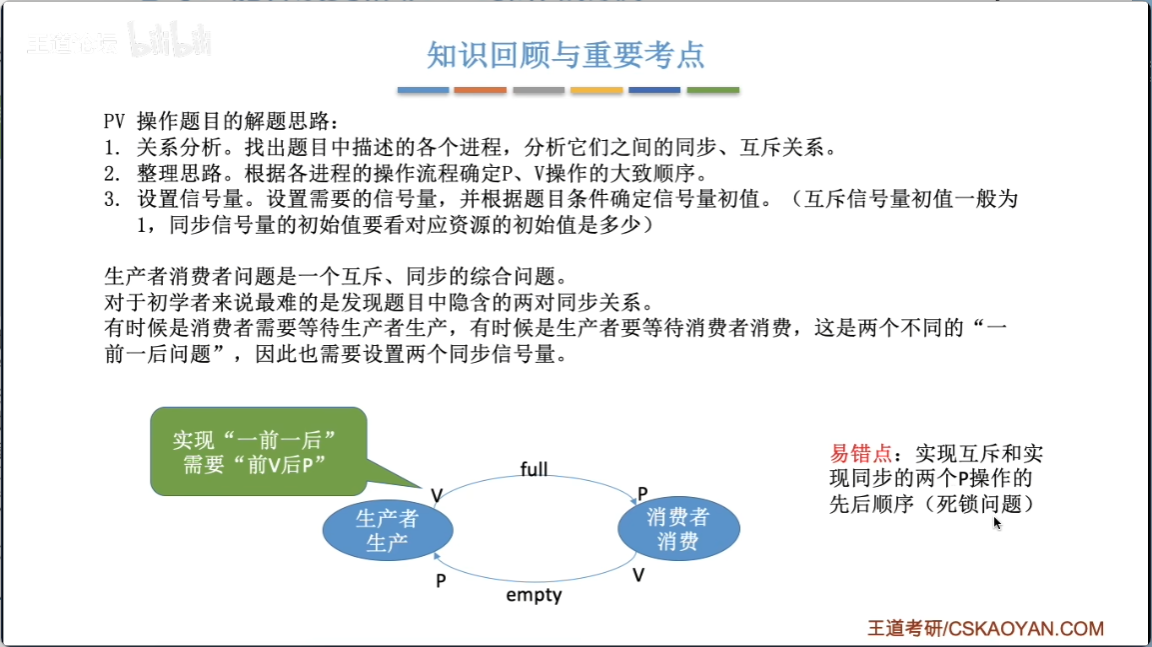 王道论坛 bilibili
知识回顾与重要考点
PV 操作题目的解题思路：
1. 关系分析。找出题目中描述的各个进程，分析它们之间的同步、互斥关系。
2. 整理思路。根据各进程的操作流程确定P、V操作的大致顺序。
3. 设置信号量。设置需要的信号量，并根据题目条件确定信号量初值。（互斥信号量初值一般为
1，同步信号量的初始值要看对应资源的初始值是多少）
生产者消费者问题是一个互斥、同步的综合问题。
对于初学者来说最难的是发现题目中隐含的两对同步关系。
有时候是消费者需要等待生产者生产，有时候是生产者要等待消费者消费，这是两个不同的“一
前一后问题”，因此也需要设置两个同步信号量。
实现“一前一后”
需要“前V后P”
full
V
P
生产者
生产
消费者
消费
P
V
empty
易错点：实现互斥和实
现同步的两个P操作的
先后顺序（死锁问题）
王道考研/CSKAOYAN.COM